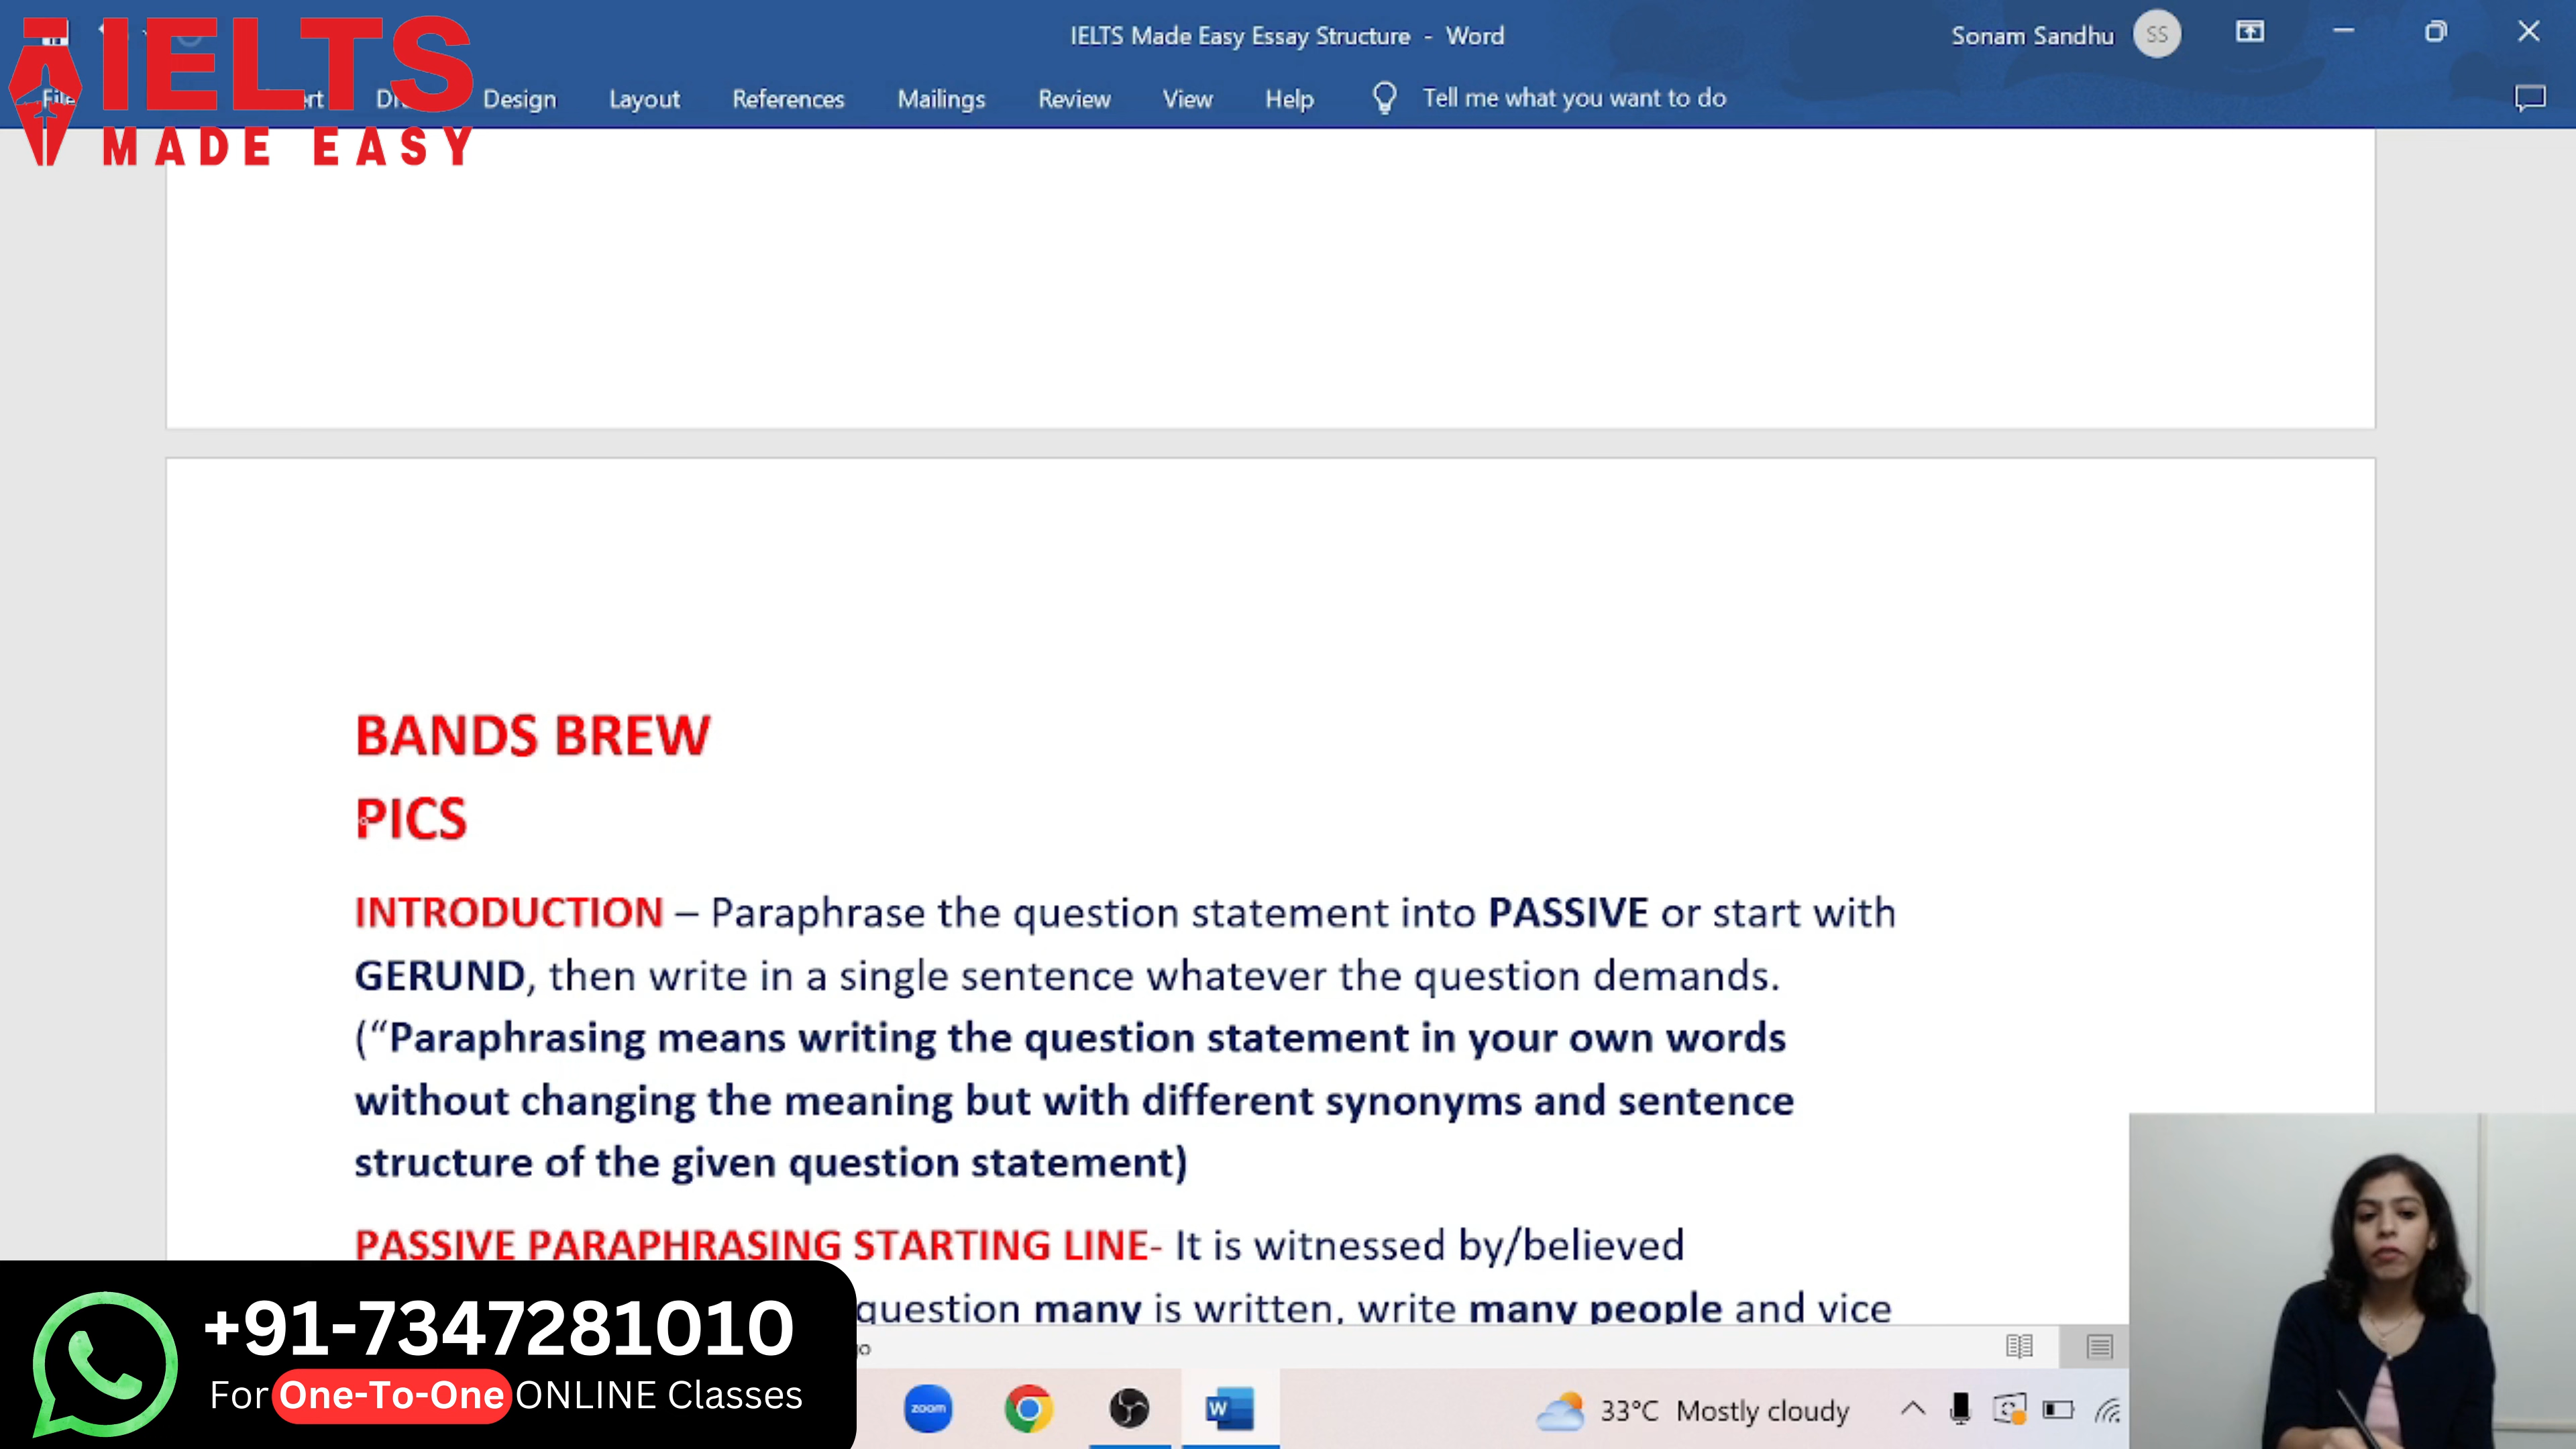 IELTS
MADE EASY
IELTS Made Easy Essay Structure - Word
Sonam Sandhu
SS
File
Design
Layout
References
Mailings
Review
View
Help
Tell me what you want to do
BANDS BREW
PICS
INTRODUCTION – Paraphrase the question statement into PASSIVE or start with
GERUND, then write in a single sentence whatever the question demands.
(“Paraphrasing means writing the question statement in your own words
without changing the meaning but with different synonyms and sentence
structure of the given question statement)
PASSIVE PARAPHRASING STARTING LINE- It is witnessed by/believed
question many is written, write many people and vice
+91-7347281010
For One-To-One ONLINE Classes
zoom
W
33°C Mostly cloudy